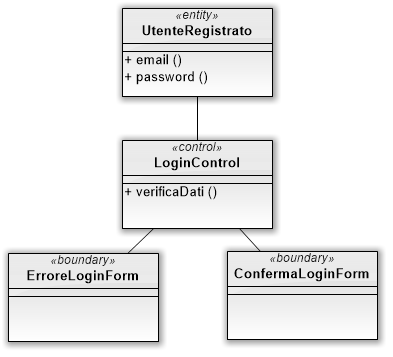 «entity»
UtenteRegistrato
+ email ()
+ password ()
«control»
LoginControl
+ verificaDati ()
«boundary»
ErroreLoginForm
«boundary»
ConfermaLoginForm